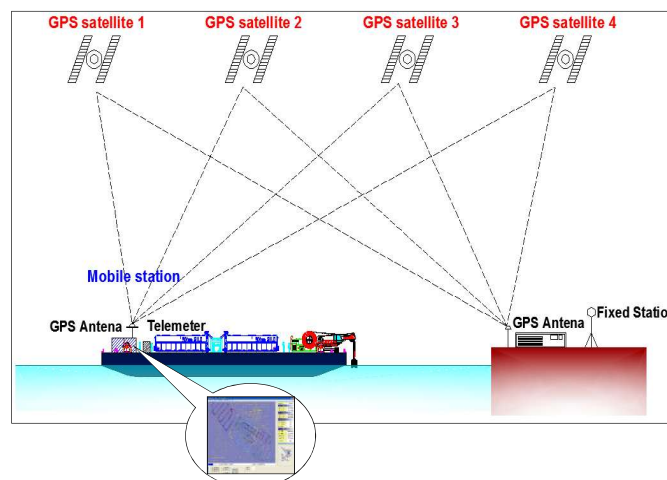 GPS satellite 1
GPS satellite 2
GPS satellite 3
GPS satellite 4
Mobile station
GPS Antena
Telemeter
GPS Antena
Fixed Statio